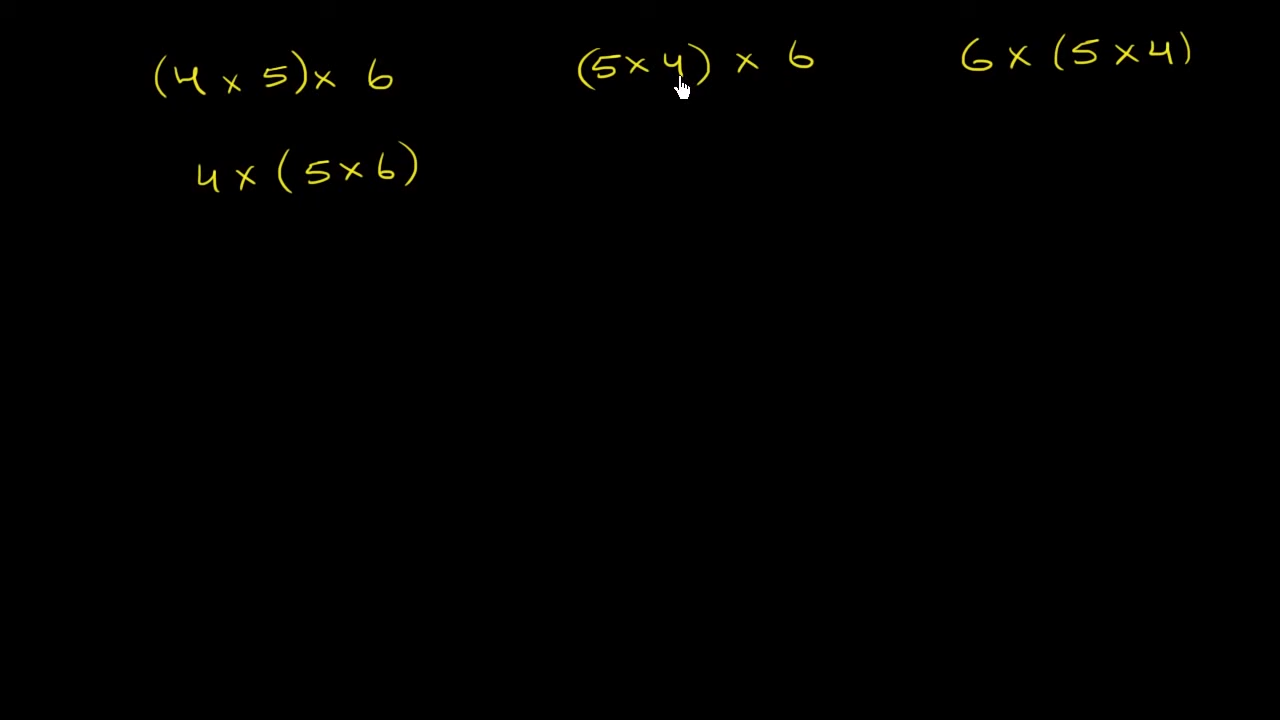 (4 × 5) × 6
(5 × 4) × 6
6 × (5 × 4)
4 × (5 × 6)